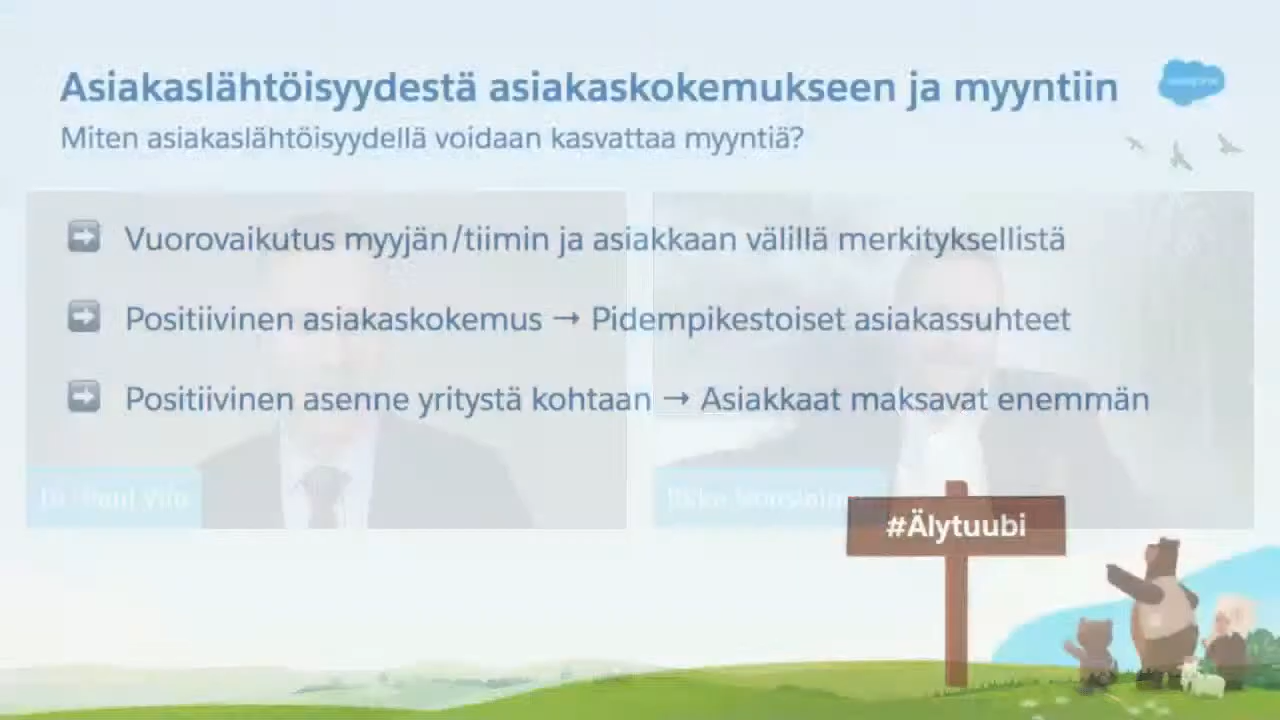 Asiakaslähtöisyydestä asiakaskokemukseen ja myyntiin
Miten asiakaslähtöisyydellä voidaan kasvattaa myyntiä?
Vuorovaikutus myyjän/tiimin ja asiakkaan välillä merkityksellistä
Positiivinen asiakaskokemus → Pidempikestoiset asiakassuhteet
Positiivinen asenne yritystä kohtaan → Asiakkaat maksavat enemmän
#Älytuubi